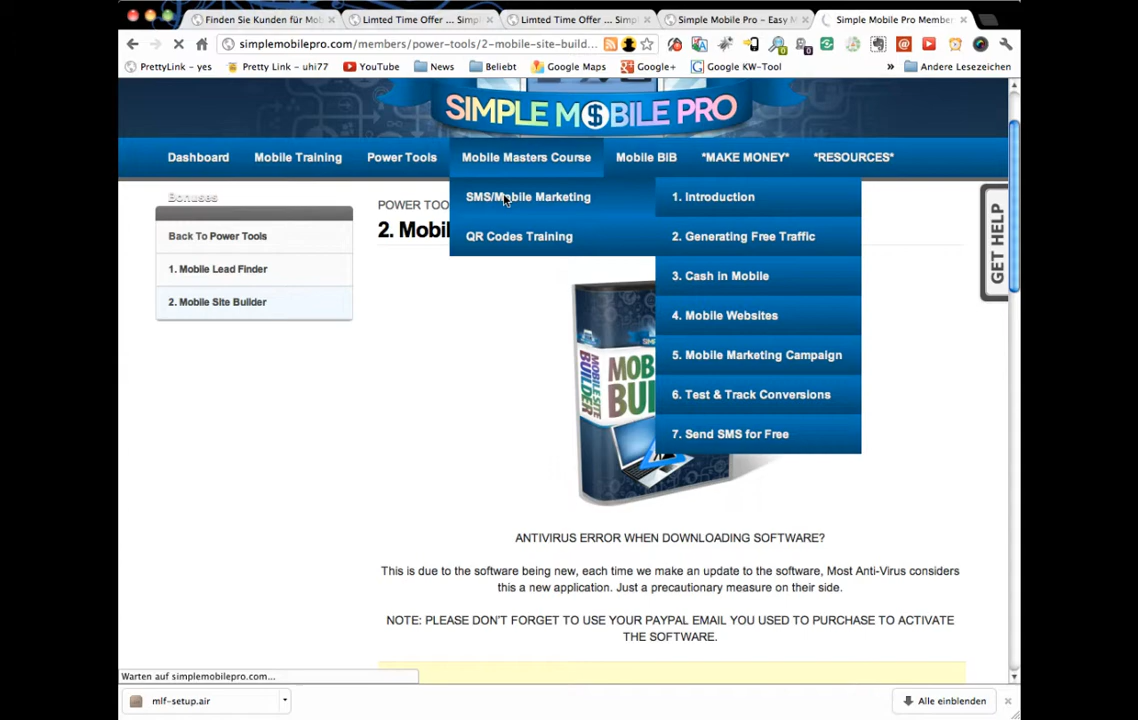 Finden Sie Kunden für Mob
Limted Time Offer ... Simpl
Limted Time Offer ... Simpl
Simple Mobile Pro – Easy M
Simple Mobile Pro Member
simplemobilepro.com/members/power-tools/2-mobile-site-build...
PrettyLink - yes
Pretty Link - uhi77
YouTube
News
Beliebt
Google Maps
Google+
Google KW-Tool
»
Andere Lesezeichen
SIMPLE M$BILE PRO
Dashboard
Mobile Training
Power Tools
Mobile Masters Course
Mobile BiB
*MAKE MONEY*
*RESOURCES*
SMS/Mobile Marketing
QR Codes Training
1. Introduction
2. Generating Free Traffic
3. Cash in Mobile
4. Mobile Websites
5. Mobile Marketing Campaign
6. Test & Track Conversions
7. Send SMS for Free
Bonuses
Back To Power Tools
1. Mobile Lead Finder
2. Mobile Site Builder
POWER TOO
2. Mobil
GET HELP
MOBILE SITE BUILDER
MOB
BUI
ANTIVIRUS ERROR WHEN DOWNLOADING SOFTWARE?
This is due to the software being new, each time we make an update to the software, Most Anti-Virus considers
this a new application. Just a precautionary measure on their side.
NOTE: PLEASE DON'T FORGET TO USE YOUR PAYPAL EMAIL YOU USED TO PURCHASE TO ACTIVATE
THE SOFTWARE.
Warten auf simplemobilepro.com...
mlf-setup.air
Alle einblenden